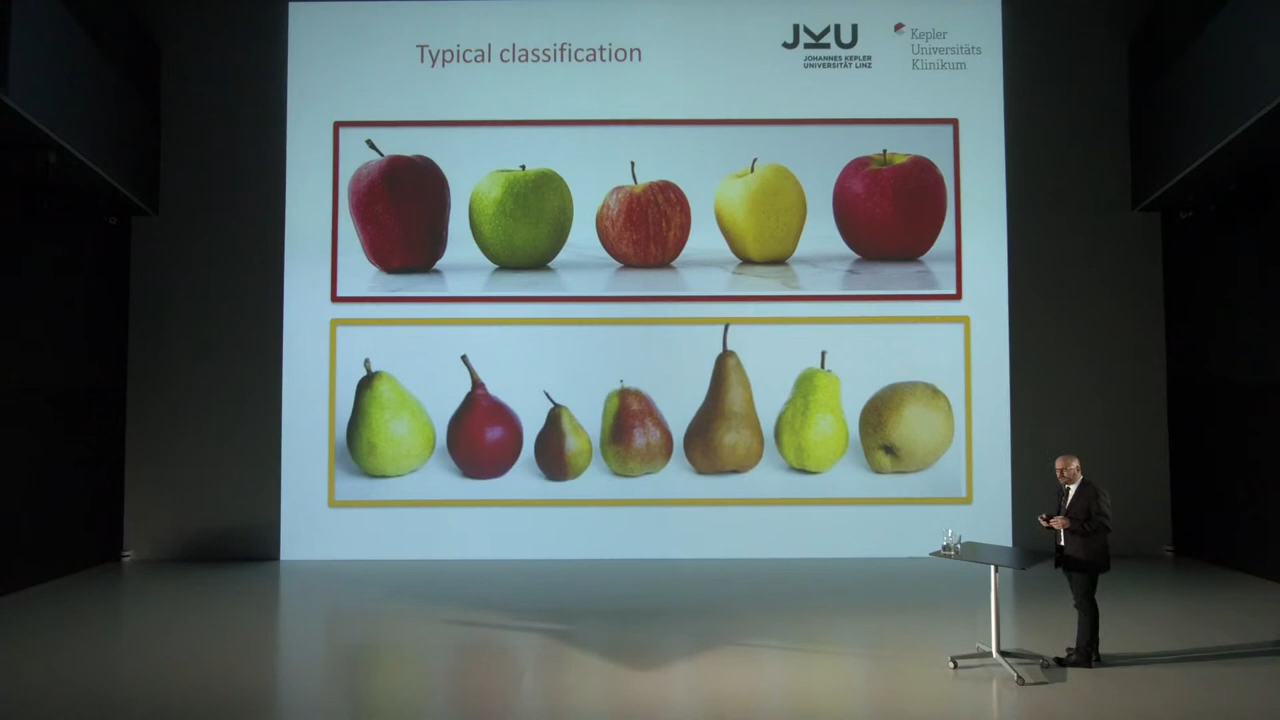 Typical classification
JKU
JOHANNES KEPLER
UNIVERSITÄT LINZ
Kepler
Universitäts
Klinikum